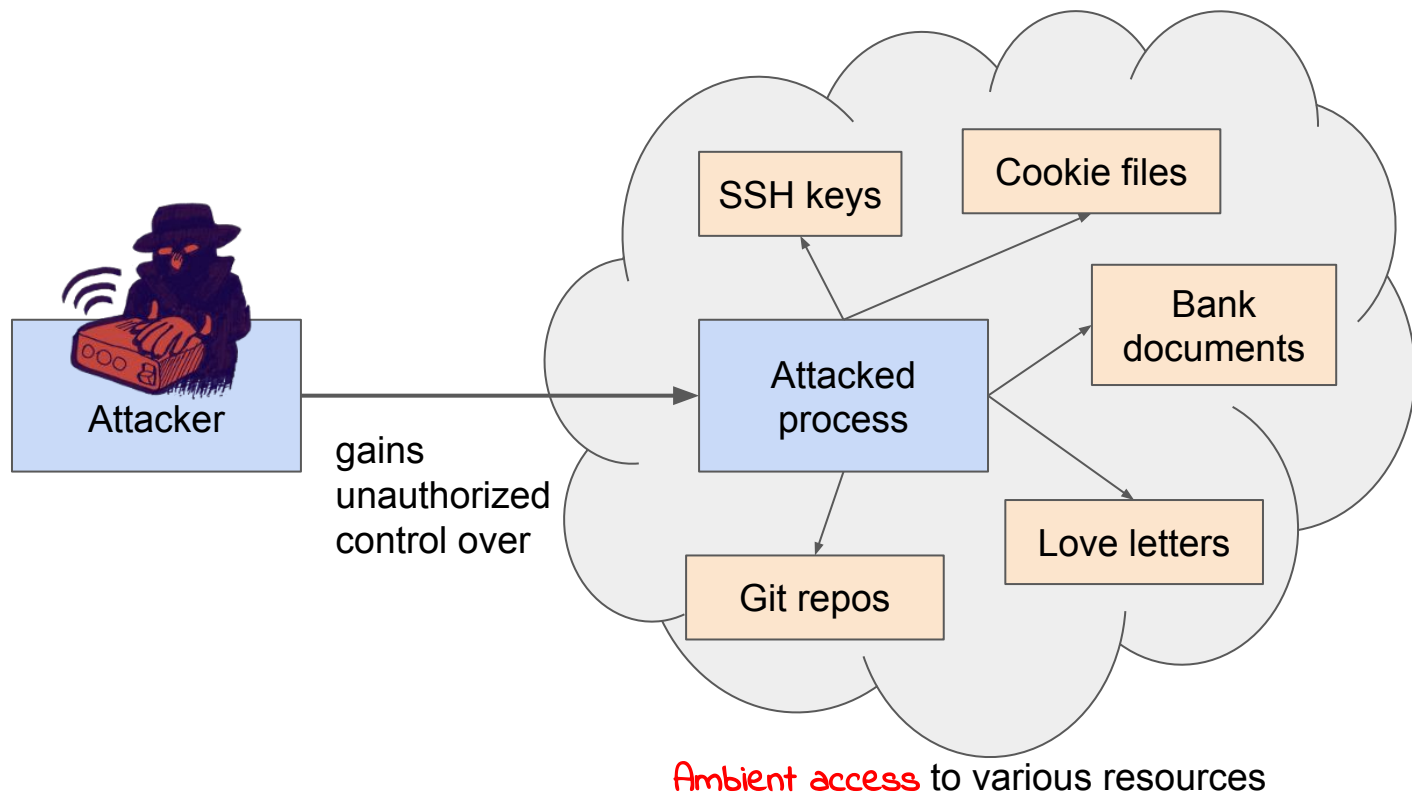 SSH keys
Cookie files
Bank
documents
Attacker
Attacked
process
gains
unauthorized
control over
Love letters
Git repos
Ambient access to various resources